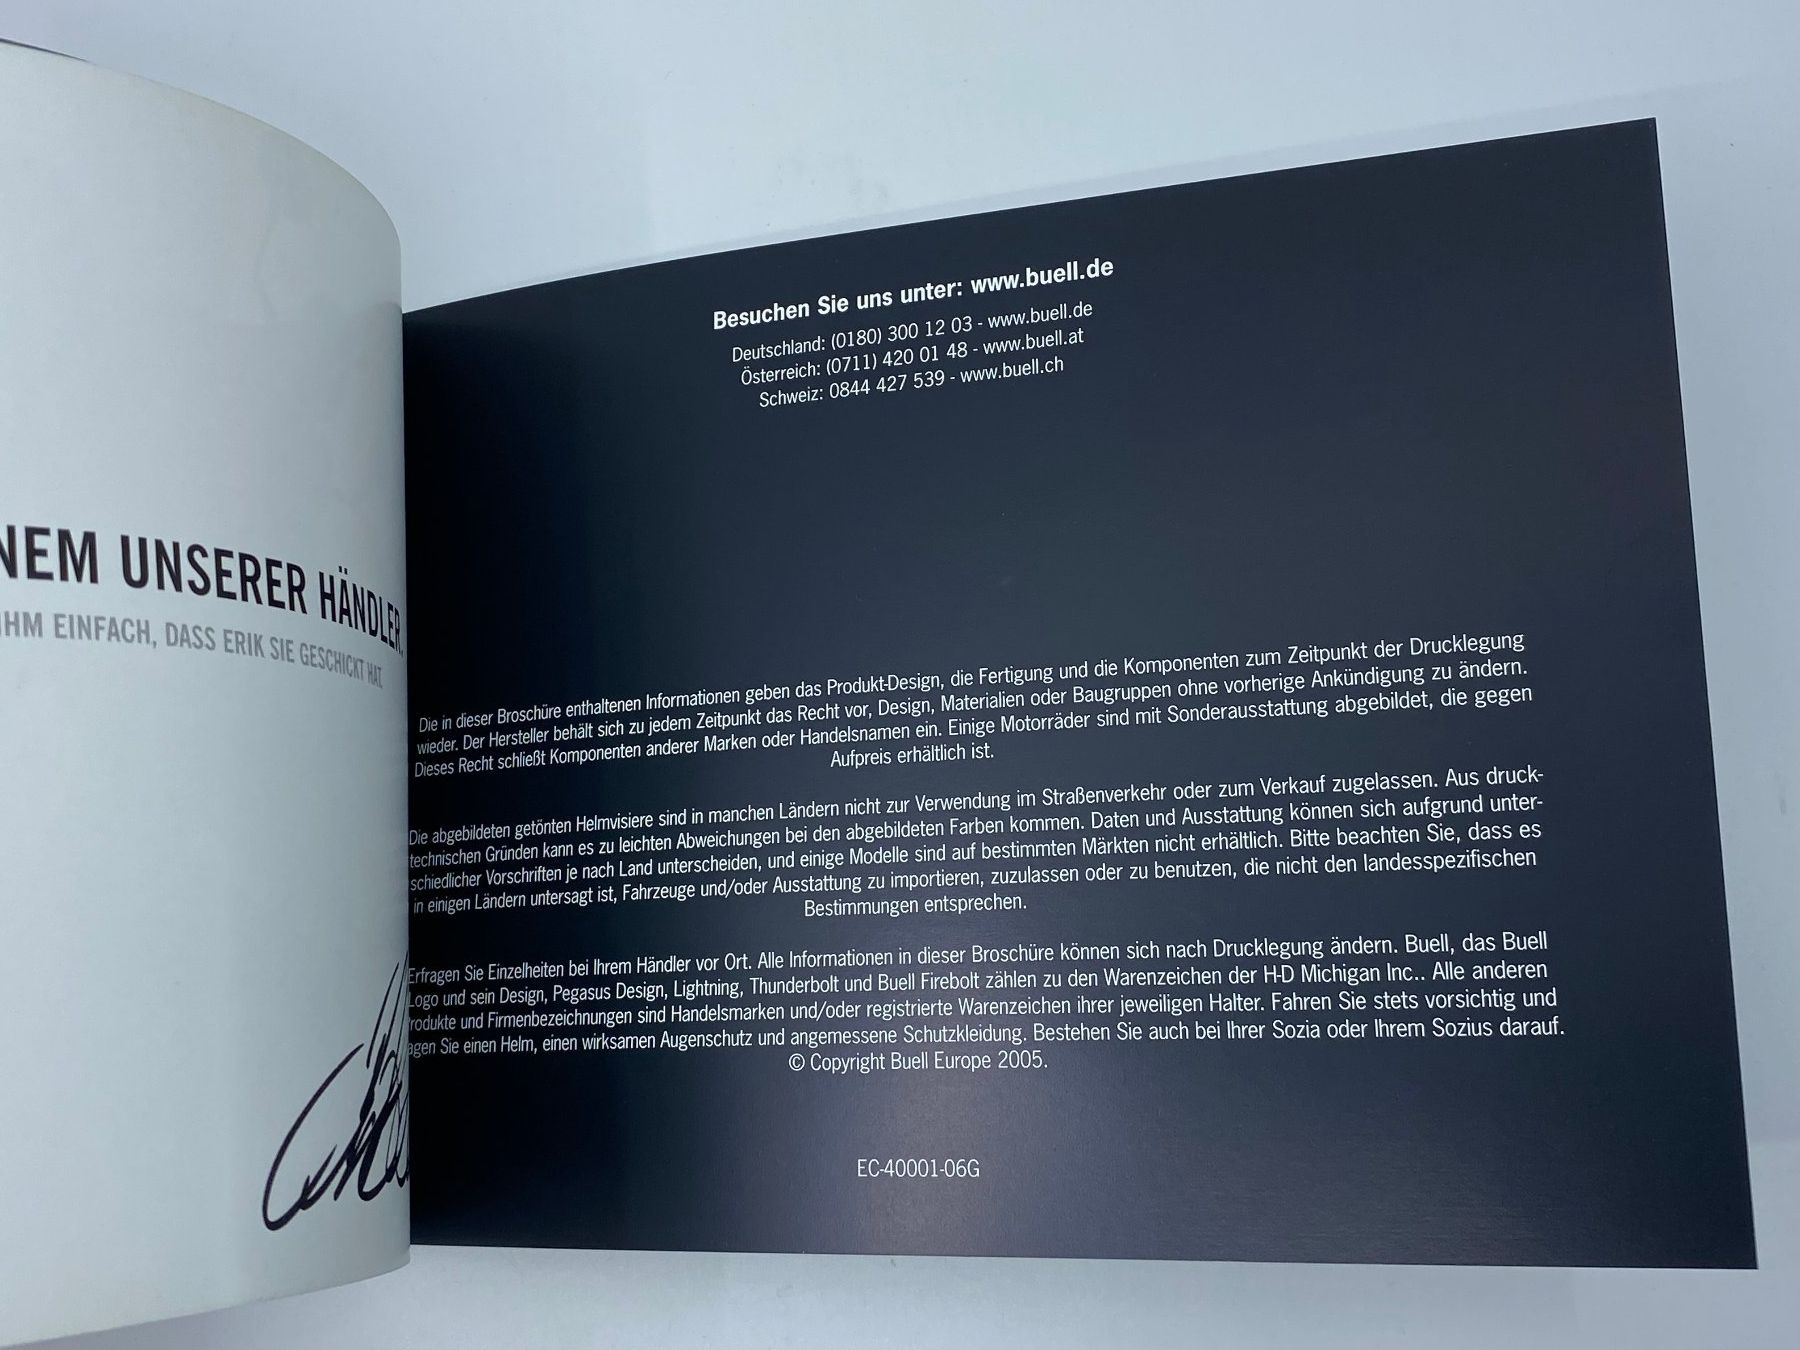 UNSERER HÄNDLER.
EINFACH, DASS ERIK SIE GESCHICKT HAT.
Besuchen Sie uns unter: www.buell.de
Deutschland: (0180) 300 12 03 - www.buell.de
Österreich: (0711) 420 01 48 - www.buell.at
Schweiz: 0844 427 539 - www.buell.ch
Die in dieser Broschüre enthaltenen Informationen geben das Produkt-Design, die Fertigung und die Komponenten zum Zeitpunkt der Drucklegung
wieder. Der Hersteller behält sich zu jedem Zeitpunkt das Recht vor, Design, Materialien oder Baugruppen ohne vorherige Ankündigung zu ändern.
Dieses Recht schließt Komponenten anderer Marken oder Handelsnamen ein. Einige Motorräder sind mit Sonderausstattung abgebildet, die gegen
Aufpreis erhältlich ist.
Die abgebildeten getönten Helmvisiere sind in manchen Ländern nicht zur Verwendung im Straßenverkehr oder zum Verkauf zugelassen. Aus druck-
technischen Gründen kann es zu leichten Abweichungen bei den abgebildeten Farben kommen. Daten und Ausstattung können sich aufgrund unter-
schiedlicher Vorschriften je nach Land unterscheiden, und einige Modelle sind auf bestimmten Märkten nicht erhältlich. Bitte beachten Sie, dass es
in einigen Ländern untersagt ist, Fahrzeuge und/oder Ausstattung zu importieren, zuzulassen oder zu benutzen, die nicht den landesspezifischen
Bestimmungen entsprechen.
Erfragen Sie Einzelheiten bei Ihrem Händler vor Ort. Alle Informationen in dieser Broschüre können sich nach Drucklegung ändern. Buell, das Buell
Logo und sein Design, Pegasus Design, Lightning, Thunderbolt und Buell Firebolt zählen zu den Warenzeichen der H-D Michigan Inc.. Alle anderen
rodukte und Firmenbezeichnungen sind Handelsmarken und/oder registrierte Warenzeichen ihrer jeweiligen Halter. Fahren Sie stets vorsichtig und
agen Sie einen Helm, einen wirksamen Augenschutz und angemessene Schutzkleidung. Bestehen Sie auch bei Ihrer Sozia oder Ihrem Sozius darauf.
© Copyright Buell Europe 2005.
EC-40001-06G